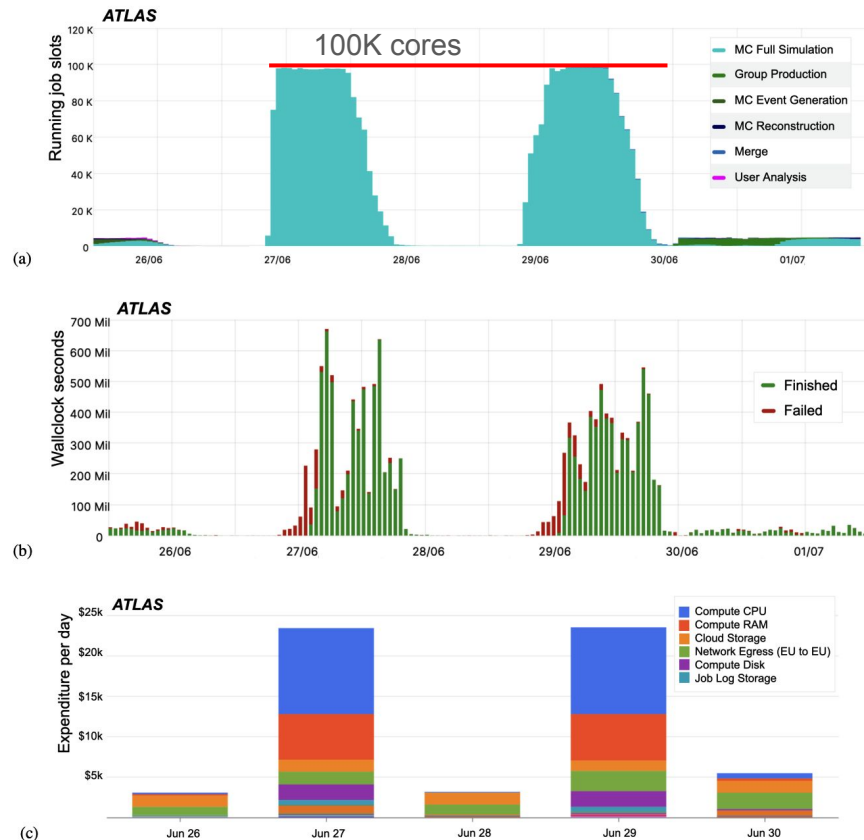 ATLAS
100K cores
Running job slots
120 K
100 K
80 K
60 K
40 K
20 K
0
MC Full Simulation
Group Production
MC Event Generation
MC Reconstruction
Merge
User Analysis
26/06
27/06
28/06
29/06
30/06
01/07
(a)
ATLAS
Wallclock seconds
700 Mil
600 Mil
500 Mil
400 Mil
300 Mil
200 Mil
100 Mil
0
Finished
Failed
26/06
27/06
28/06
29/06
30/06
01/07
(b)
ATLAS
Expenditure per day
$25k
$20k
$15k
$10k
$5k
Compute CPU
Compute RAM
Cloud Storage
Network Egress (EU to EU)
Compute Disk
Job Log Storage
Jun 26
Jun 27
Jun 28
Jun 29
Jun 30
(c)